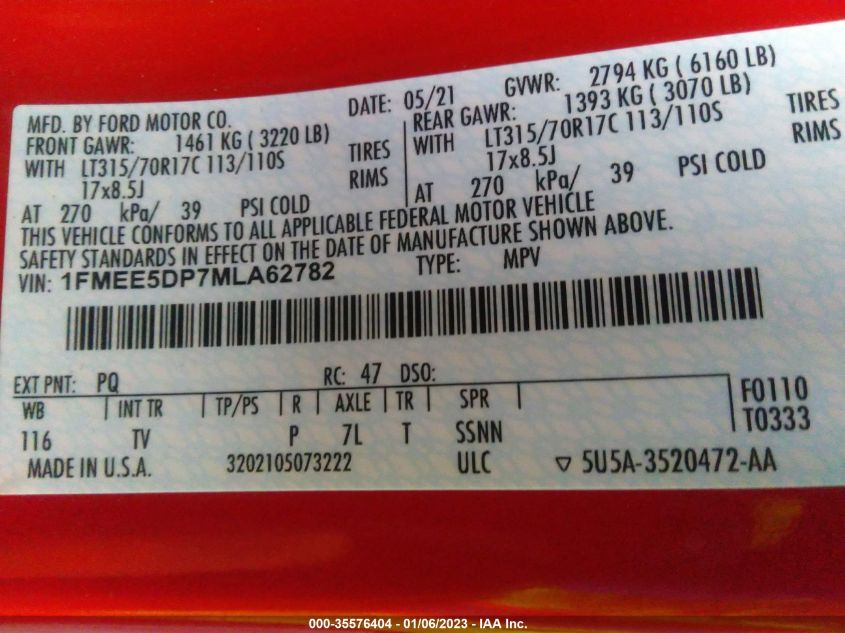 MFD. BY FORD MOTOR CO.
DATE: 05/21 GVWR: 2794 KG ( 6160 LB)
FRONT GAWR: 1461 KG ( 3220 LB) REAR GAWR: 1393 KG ( 3070 LB)
WITH LT315/70R17C 113/110S TIRES WITH LT315/70R17C 113/110S TIRES
17x8.5J RIMS 17x8.5J RIMS
AT 270 kPa/ 39 PSI COLD AT 270 kPa/ 39 PSI COLD
THIS VEHICLE CONFORMS TO ALL APPLICABLE FEDERAL MOTOR VEHICLE
SAFETY STANDARDS IN EFFECT ON THE DATE OF MANUFACTURE SHOWN ABOVE.
VIN: 1FMEE5DP7MLA62782 TYPE: MPV
EXT PNT: PQ RC: 47 DSO:
WB INT TR TP/PS R AXLE TR SPR F0110
116 TV P 7L T SSNN T0333
MADE IN U.S.A. 3202105073222 ULC ▽ 5U5A-3520472-AA
000-35576404 - 01/06/2023 - IAA Inc.